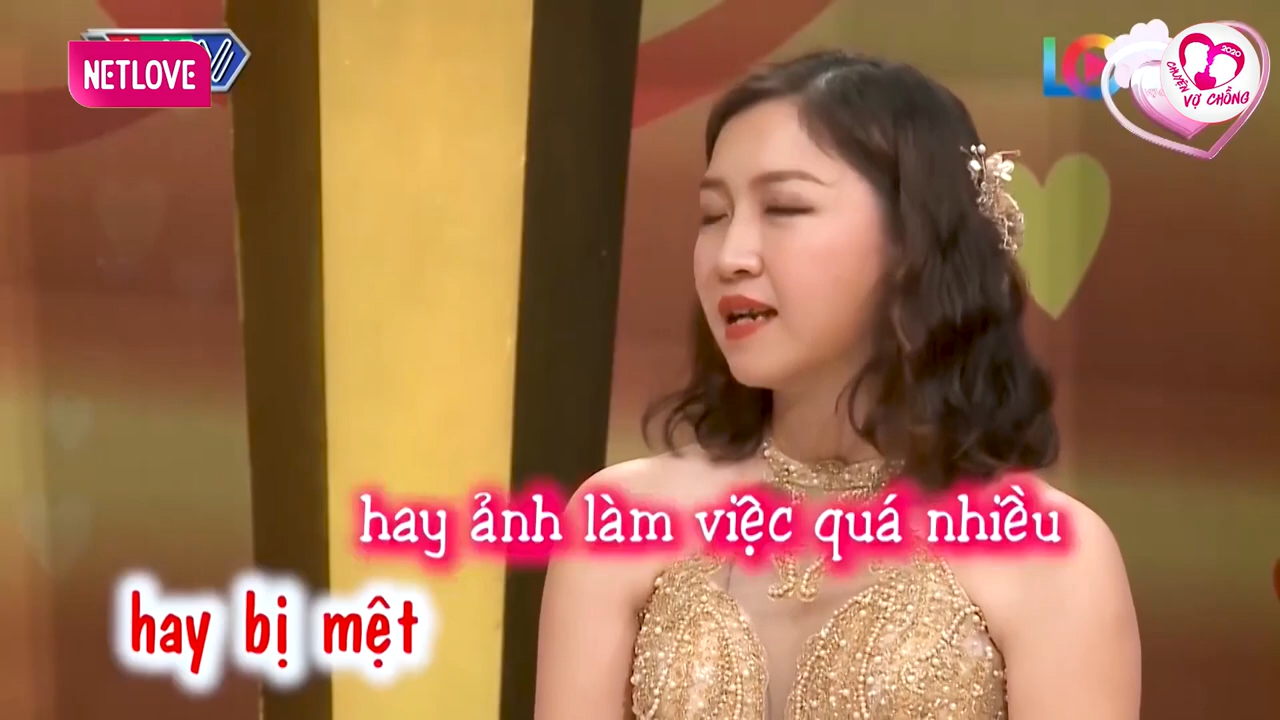 NETLOVE
2020
CHUYỆN
VỢ CHỒNG
hay ảnh làm việc quá nhiều
hay bị mệt